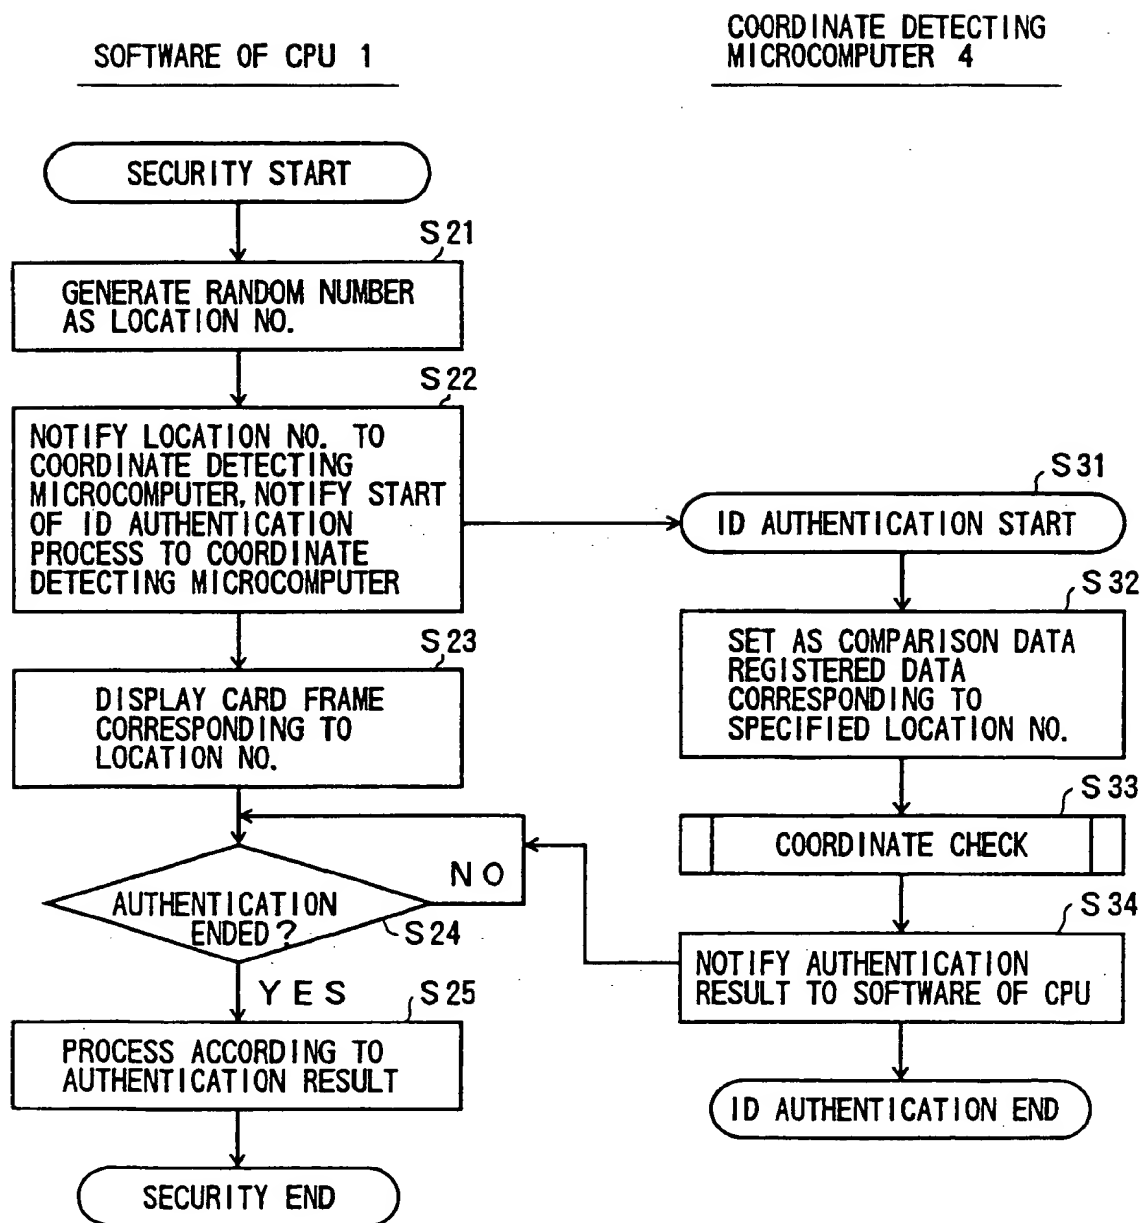 SOFTWARE OF CPU 1
COORDINATE DETECTING
MICROCOMPUTER 4
SECURITY START
S21
GENERATE RANDOM NUMBER
AS LOCATION NO.
S22
NOTIFY LOCATION NO. TO
COORDINATE DETECTING
MICROCOMPUTER, NOTIFY START
OF ID AUTHENTICATION
PROCESS TO COORDINATE
DETECTING MICROCOMPUTER
S23
DISPLAY CARD FRAME
CORRESPONDING TO
LOCATION NO.
AUTHENTICATION
ENDED?
S24
NO
YES
S25
PROCESS ACCORDING TO
AUTHENTICATION RESULT
SECURITY END
S31
ID AUTHENTICATION START
S32
SET AS COMPARISON DATA
REGISTERED DATA
CORRESPONDING TO
SPECIFIED LOCATION NO.
S33
COORDINATE CHECK
S34
NOTIFY AUTHENTICATION
RESULT TO SOFTWARE OF CPU
ID AUTHENTICATION END